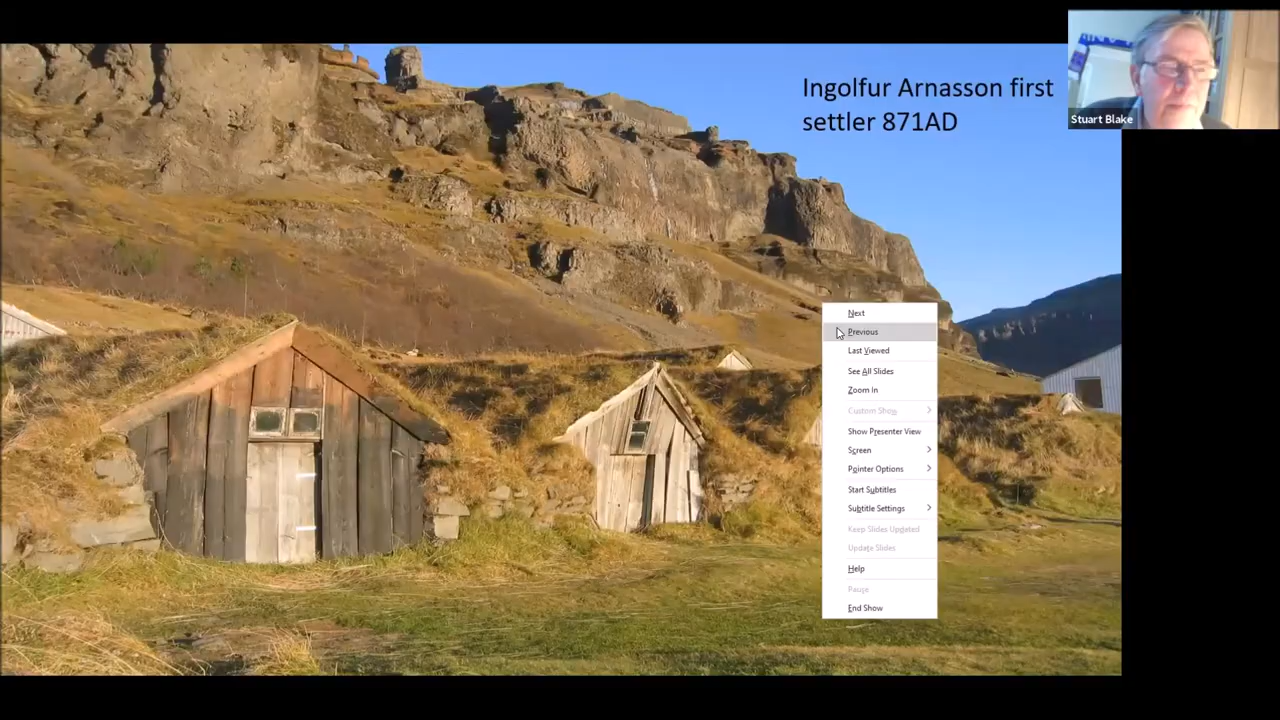 Ingolfur Arnasson first
settler 871AD
Stuart Blake
Next
Previous
Last Viewed
See All Slides
Zoom In
Custom Show
Show Presenter View
Screen
Pointer Options
Start Subtitles
Subtitle Settings
Keep Slides Updated
Update Slides
Help
Pause
End Show